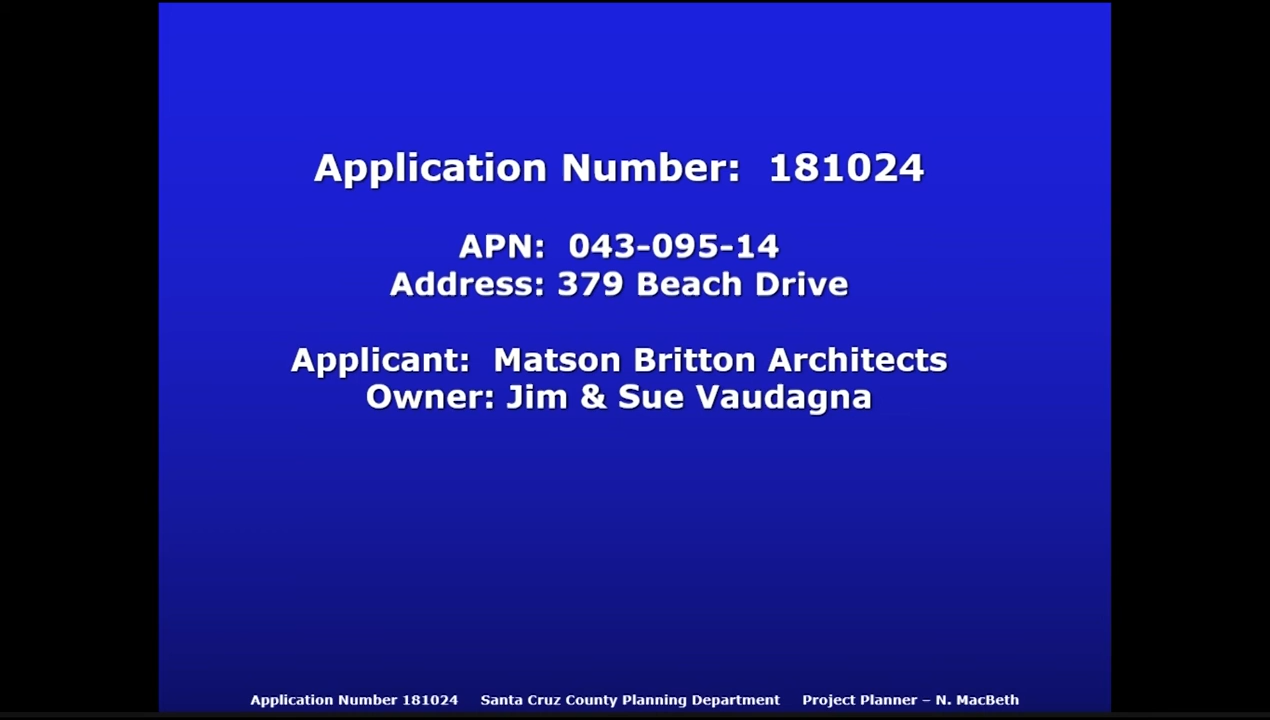 Application Number: 181024
APN: 043-095-14
Address: 379 Beach Drive
Applicant: Matson Britton Architects
Owner: Jim & Sue Vaudagna
Application Number 181024 Santa Cruz County Planning Department Project Planner – N. MacBeth